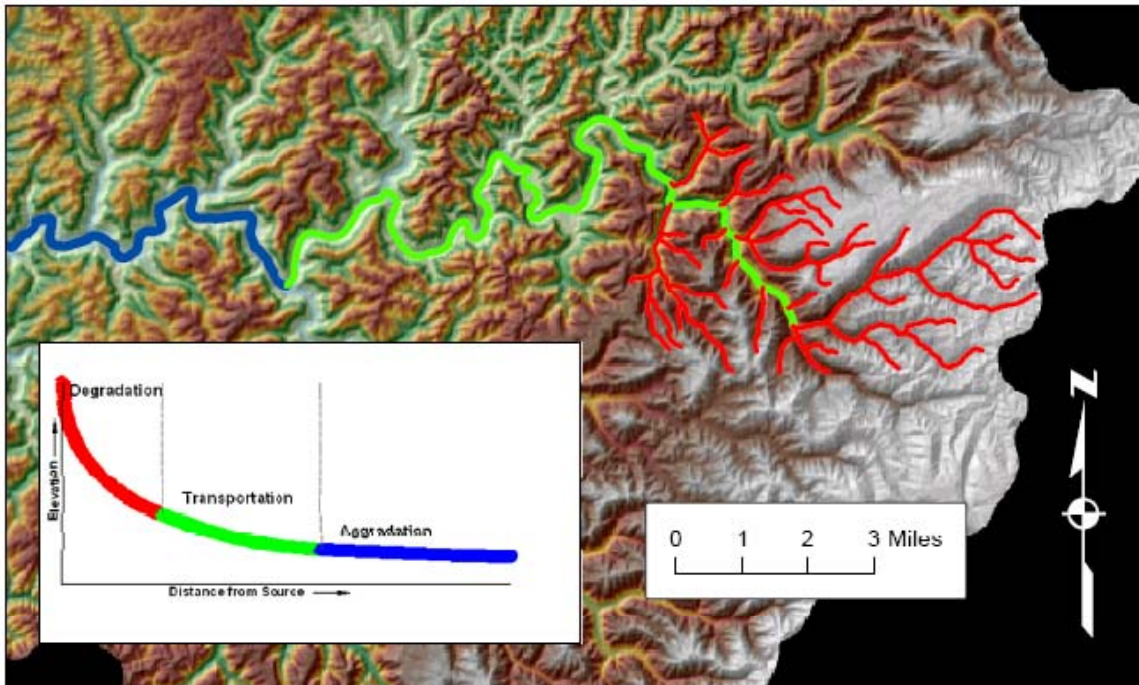 Degradation
Elevation
Transportation
Aggradation
Distance from Source
0 1 2 3 Miles
N